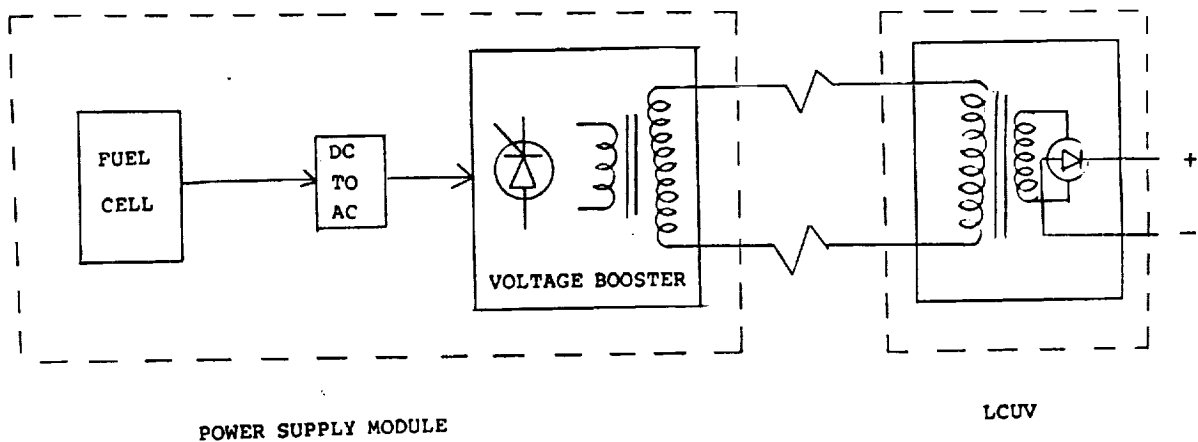 FUEL
CELL
DC
TO
AC
VOLTAGE BOOSTER
+
−
POWER SUPPLY MODULE
LCUV